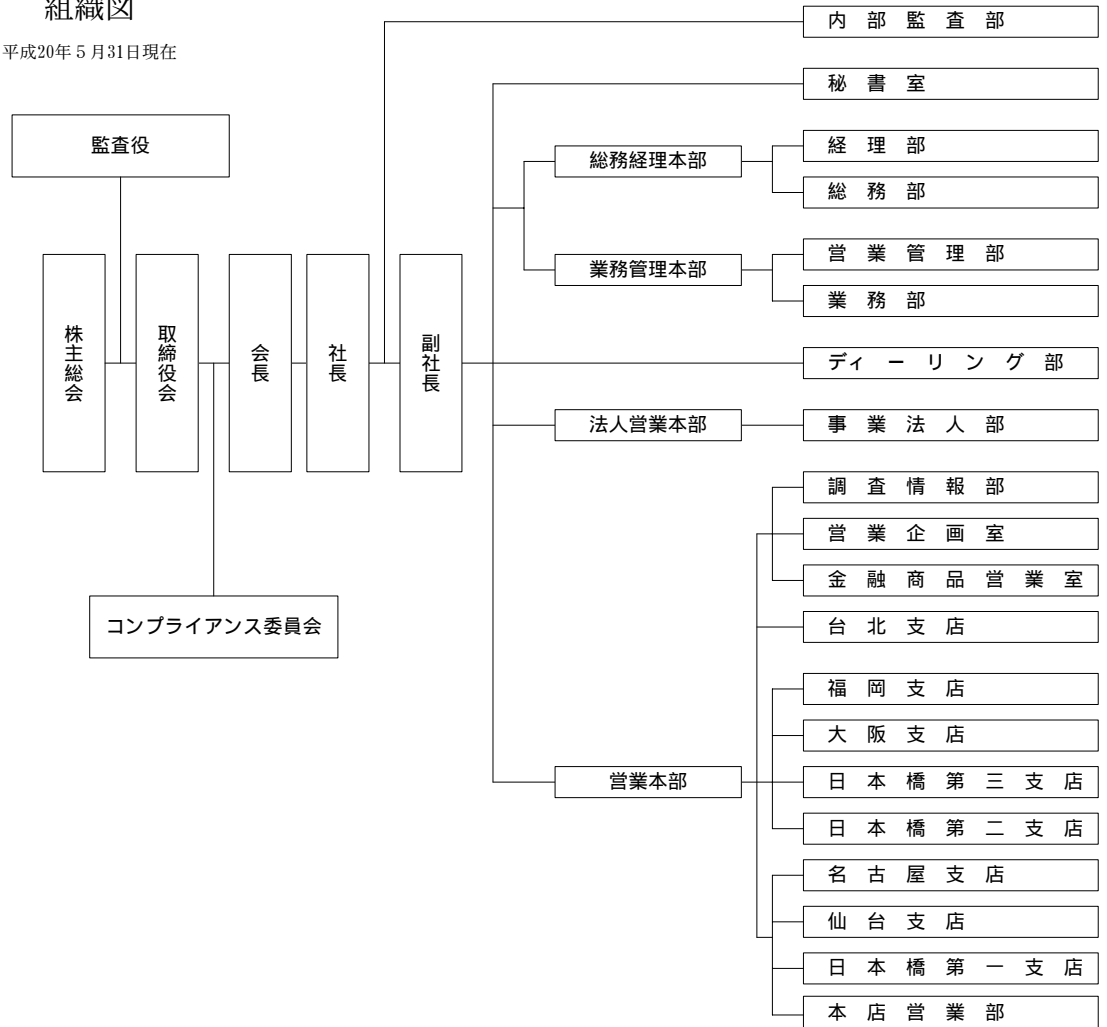 組織図
平成20年5月31日現在
監査役
株主総会
取締役会
会長
社長
副社長
コンプライアンス委員会
総務経理本部
業務管理本部
法人営業本部
営業本部
内部監査部
秘書室
経理部
総務部
営業管理部
業務部
ディーリング部
事業法人部
調査情報部
営業企画室
金融商品営業室
台北支店
福岡支店
大阪支店
日本橋第三支店
日本橋第二支店
名古屋支店
仙台支店
日本橋第一支店
本店営業部